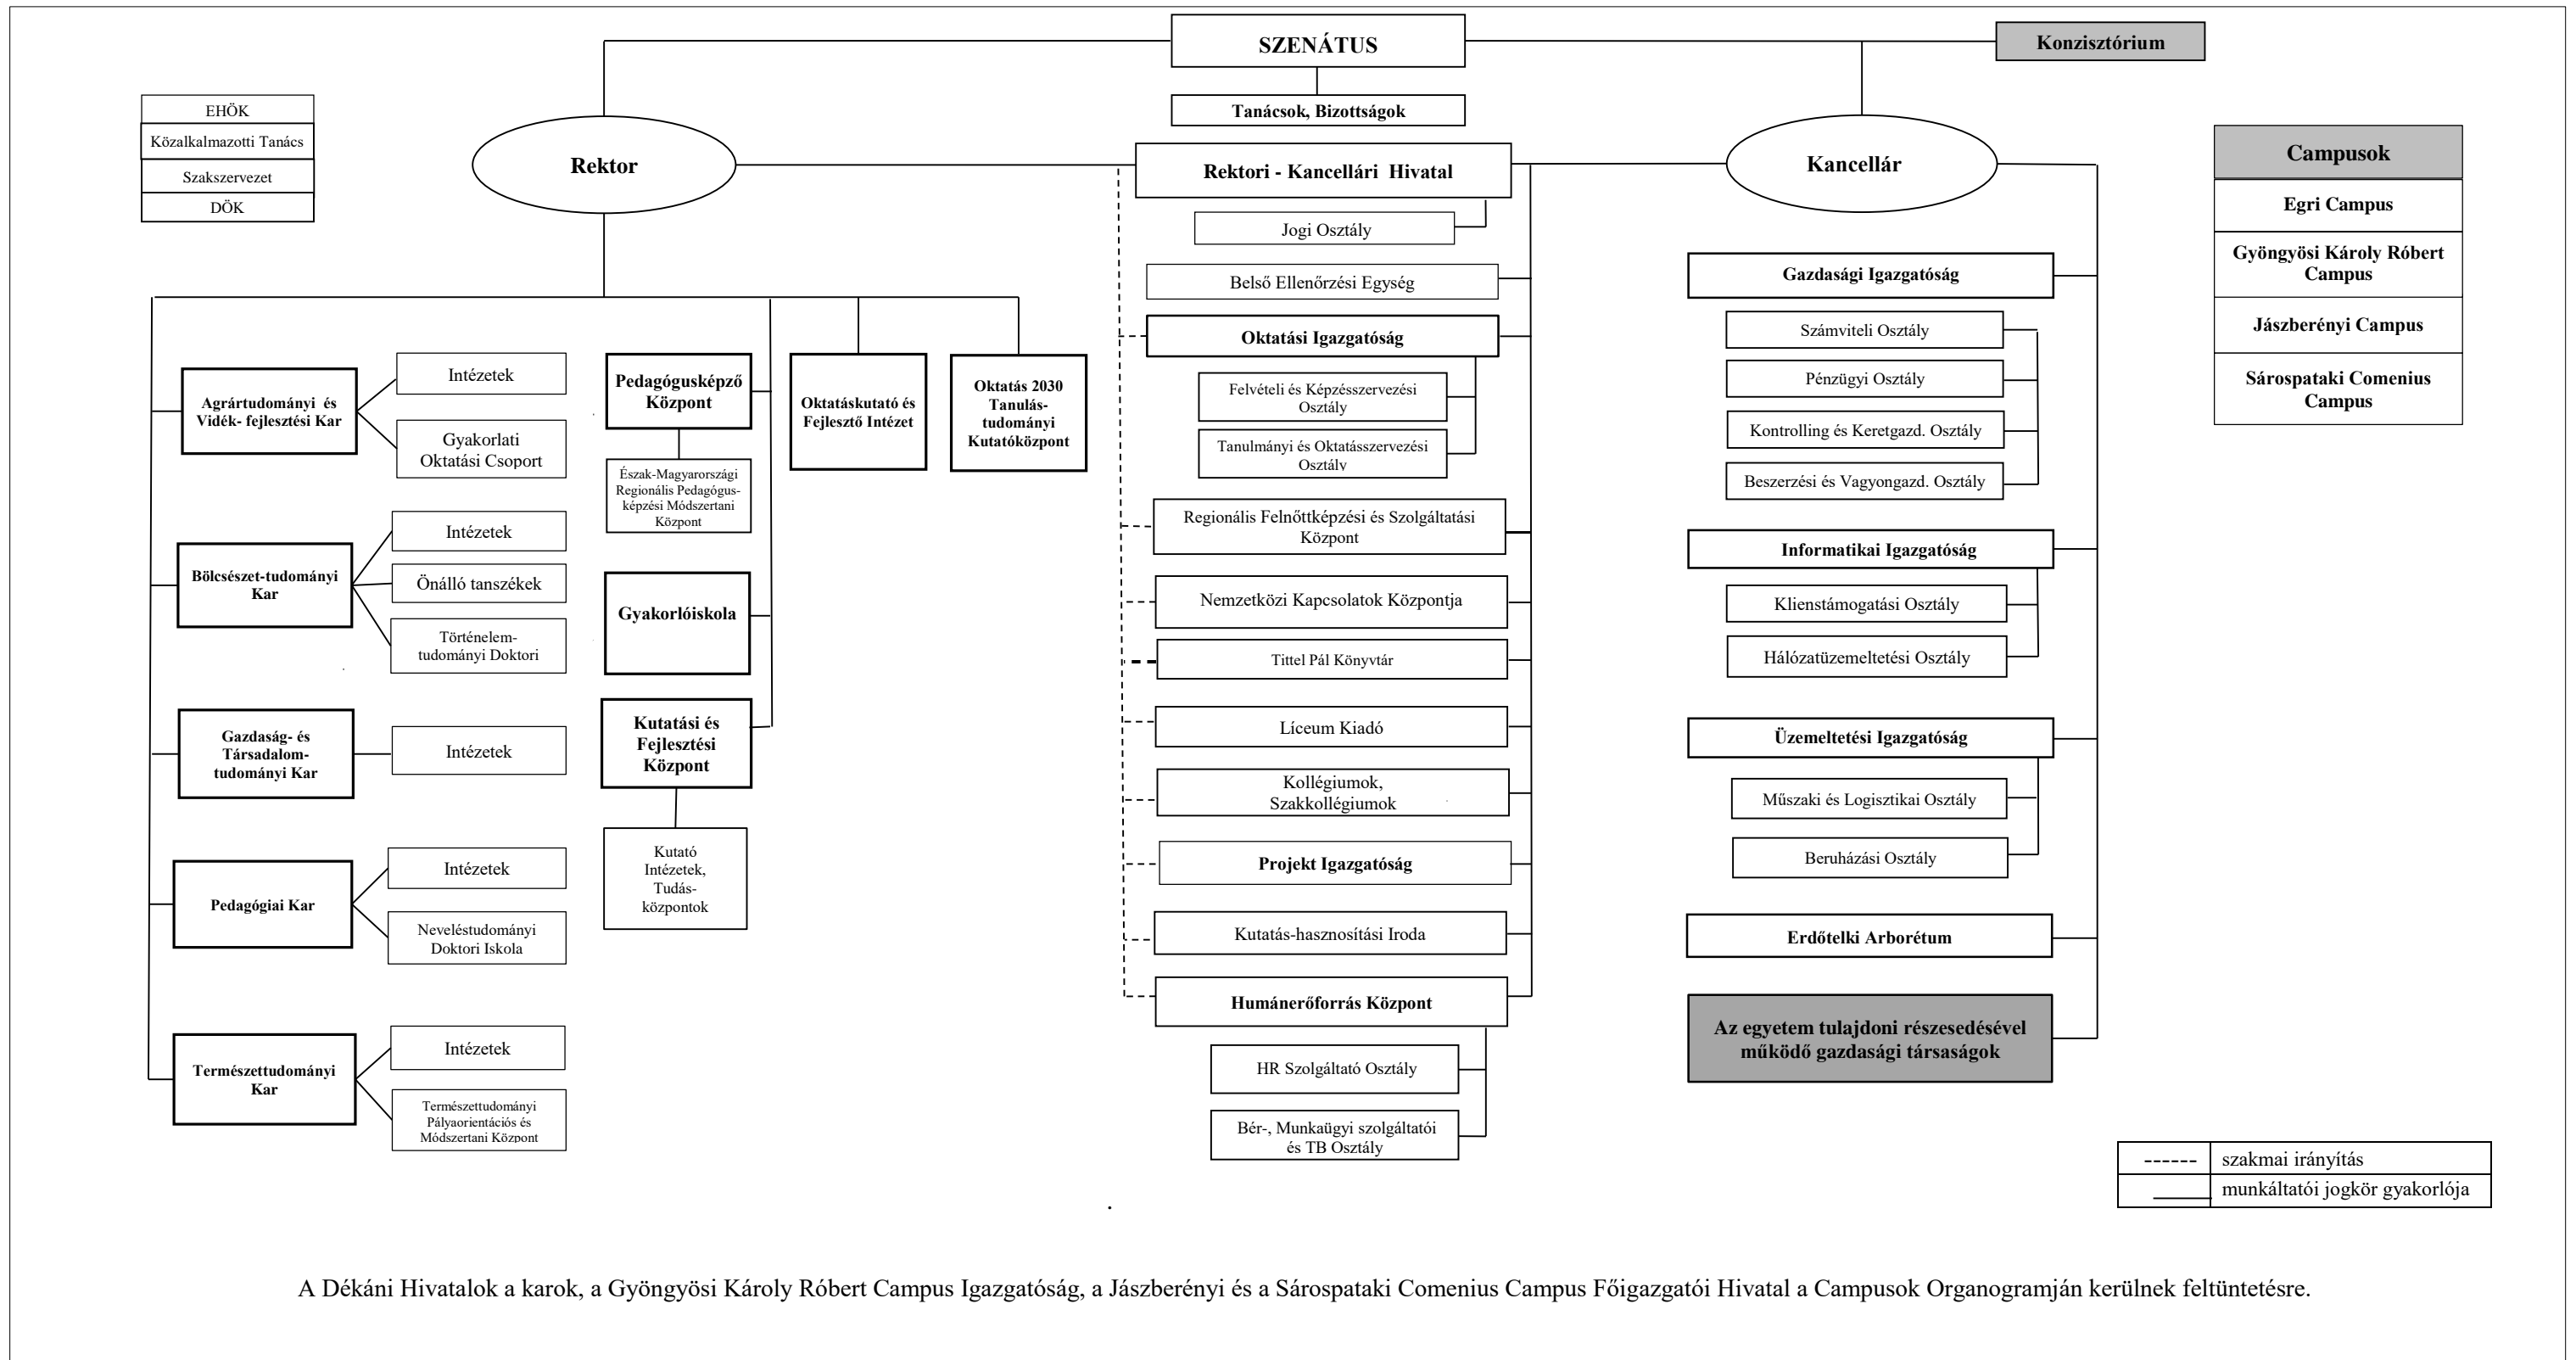 SZENÁTUS
Konzisztórium
Tanácsok, Bizottságok
EHÖK
Közalkalmazotti Tanács
Szakszervezet
DÖK
Rektor
Rektori - Kancellári Hivatal
Kancellár
Campusok
Egri Campus
Gyöngyösi Károly Róbert
Campus
Jászberényi Campus
Sárospataki Comenius
Campus
Agrártudományi és
Vidék- fejlesztési Kar
Intézetek
Gyakorlati
Oktatási Csoport
Bölcsészet-tudományi
Kar
Intézetek
Önálló tanszékek
Történelem-
tudományi Doktori
Gazdaság- és
Társadalom-
tudományi Kar
Intézetek
Pedagógiai Kar
Intézetek
Neveléstudományi
Doktori Iskola
Természettudományi
Kar
Intézetek
Természettudományi
Pályaorientációs és
Módszertani Központ
Pedagógusképző
Központ
Észak-Magyarországi
Regionális Pedagógus-
képzési Módszertani
Központ
Gyakorlóiskola
Kutatási és
Fejlesztési
Központ
Kutató
Intézetek,
Tudás-
központok
Oktatáskutató és
Fejlesztő Intézet
Oktatás 2030
Tanulás-
tudományi
Kutatóközpont
Jogi Osztály
Belső Ellenőrzési Egység
Oktatási Igazgatóság
Felvételi és Képzésszervezési
Osztály
Tanulmányi és Oktatásszervezési
Osztály
Regionális Felnőttképzési és Szolgáltatási
Központ
Nemzetközi Kapcsolatok Központja
Tittel Pál Könyvtár
Líceum Kiadó
Kollégiumok,
Szakkollégiumok
Projekt Igazgatóság
Kutatás-hasznosítási Iroda
Humánerőforrás Központ
HR Szolgáltató Osztály
Bér-, Munkaügyi szolgáltatói
és TB Osztály
Gazdasági Igazgatóság
Számviteli Osztály
Pénzügyi Osztály
Kontrolling és Keretgazd. Osztály
Beszerzési és Vagyongazd. Osztály
Informatikai Igazgatóság
Klienstámogatási Osztály
Hálózatüzemeltetési Osztály
Üzemeltetési Igazgatóság
Műszaki és Logisztikai Osztály
Beruházási Osztály
Erdőtelki Arborétum
Az egyetem tulajdoni részesedésével
működő gazdasági társaságok
szakmai irányítás
munkáltatói jogkör gyakorlója
A Dékáni Hivatalok a karok, a Gyöngyösi Károly Róbert Campus Igazgatóság, a Jászberényi és a Sárospataki Comenius Campus Főigazgatói Hivatal a Campusok Organogramján kerülnek feltüntetésre.